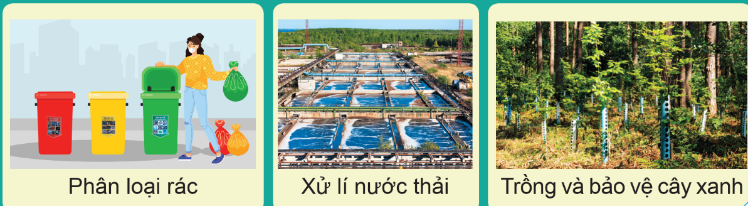 Phân loại rác
Xử lí nước thải
Trồng và bảo vệ cây xanh